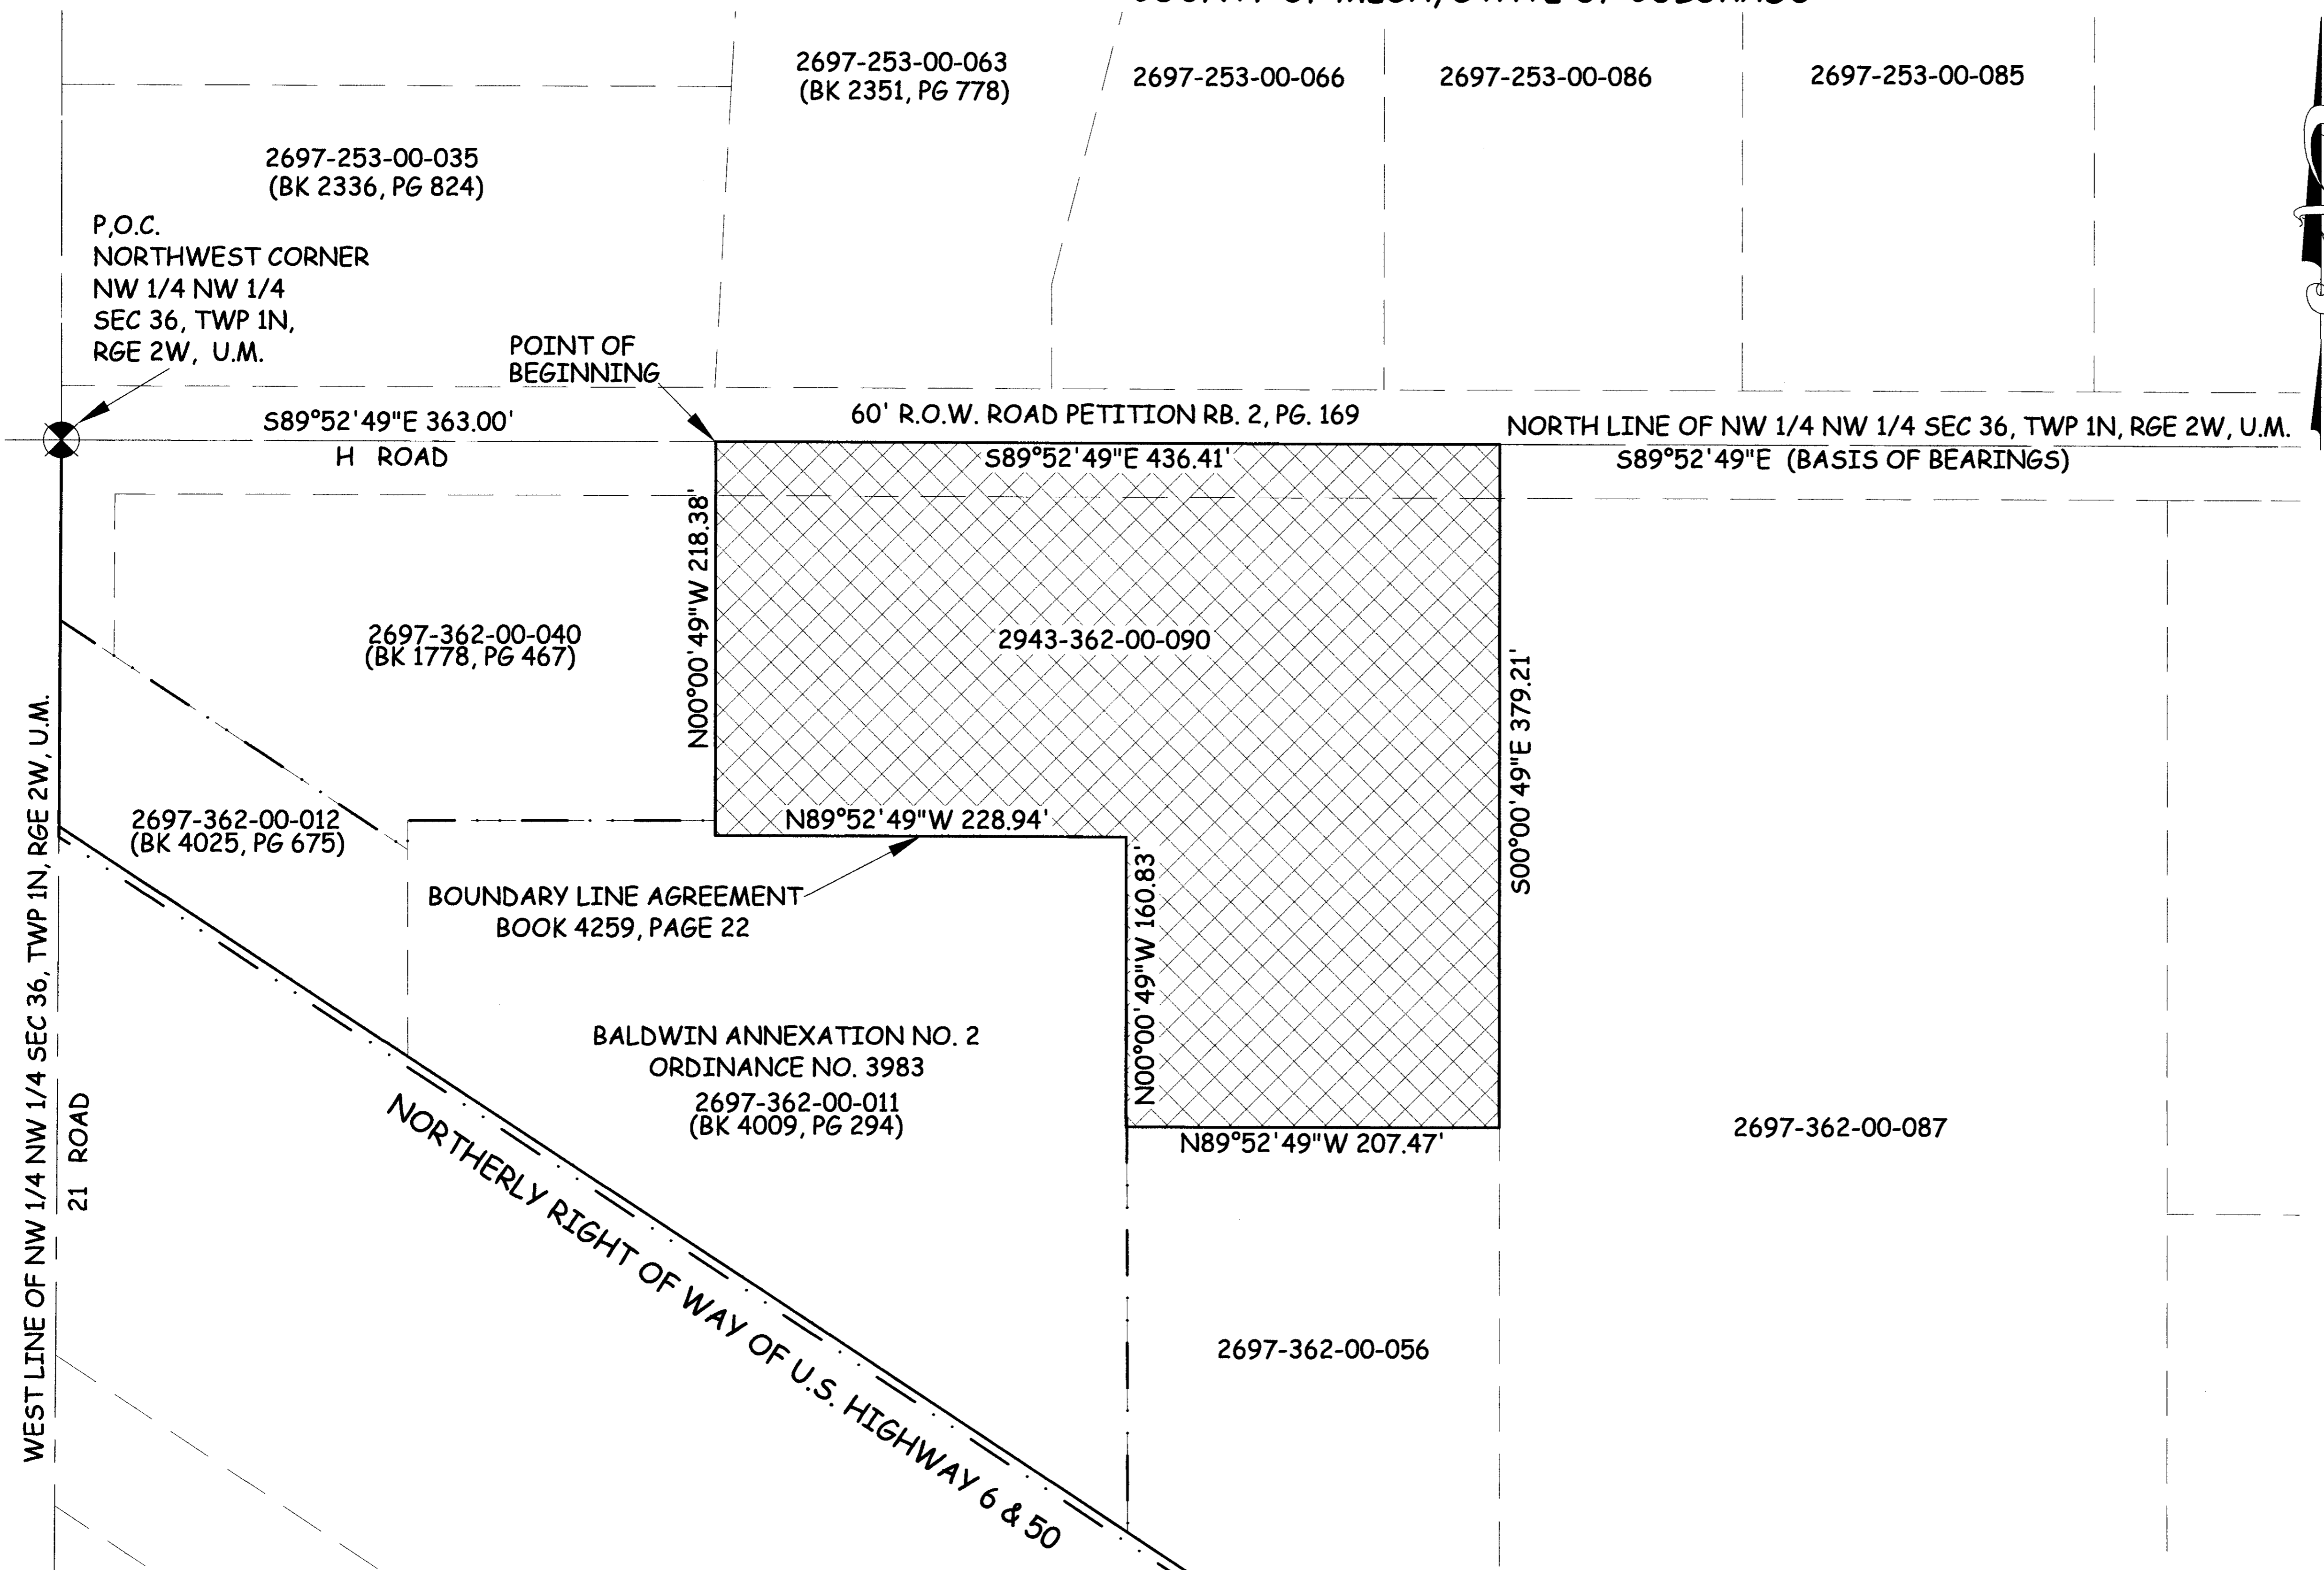 COUNTY OF MESA, STATE OF COLORADO
2697-253-00-063
(BK 2351, PG 778)
2697-253-00-066
2697-253-00-086
2697-253-00-085
2697-253-00-035
(BK 2336, PG 824)
P,O.C.
NORTHWEST CORNER
NW 1/4 NW 1/4
SEC 36, TWP 1N,
RGE 2W, U.M.
POINT OF
BEGINNING
S89°52'49"E 363.00'
H ROAD
60' R.O.W. ROAD PETITION RB. 2, PG. 169
S89°52'49"E 436.41'
NORTH LINE OF NW 1/4 NW 1/4 SEC 36, TWP 1N, RGE 2W, U.M.
S89°52'49"E (BASIS OF BEARINGS)
N00°00'49"W 218.38'
2697-362-00-040
(BK 1778, PG 467)
2943-362-00-090
S00°00'49"E 379.21'
WEST LINE OF NW 1/4 NW 1/4 SEC 36, TWP 1N, RGE 2W, U.M.
21 ROAD
2697-362-00-012
(BK 4025, PG 675)
N89°52'49"W 228.94'
BOUNDARY LINE AGREEMENT
BOOK 4259, PAGE 22
N00°00'49"W 160.83'
BALDWIN ANNEXATION NO. 2
ORDINANCE NO. 3983
2697-362-00-011
(BK 4009, PG 294)
N89°52'49"W 207.47'
2697-362-00-087
NORTHERLY RIGHT OF WAY OF U.S. HIGHWAY 6 & 50
2697-362-00-056